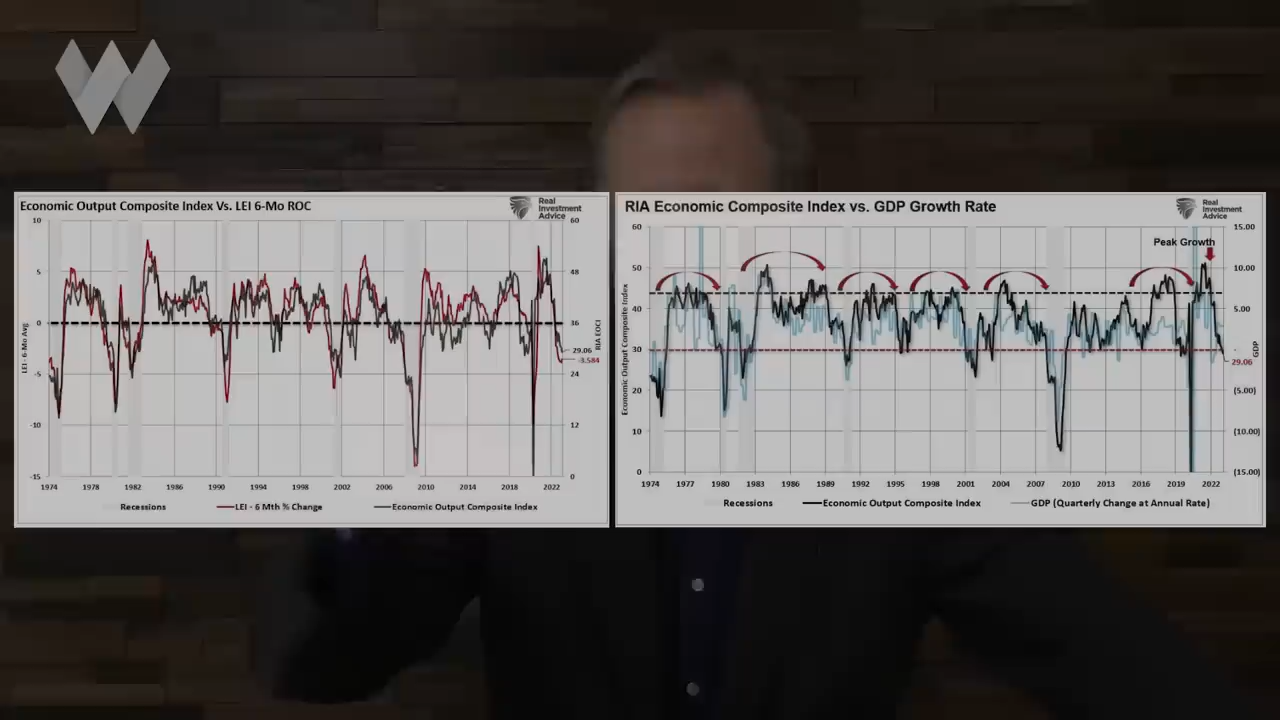 W
Economic Output Composite Index Vs. LEI 6-Mo ROC
Real
Investment
Advice
10
5
0
-5
-10
-15
LEI - 6-Mo Avg
60
48
36
24
12
0
RIA EOCI
29.06
-3.584
1974 1978 1982 1986 1990 1994 1998 2002 2006 2010 2014 2018 2022
Recessions LEI - 6 Mth % Change Economic Output Composite Index
RIA Economic Composite Index vs. GDP Growth Rate
Real
Investment
Advice
Peak Growth
60
50
40
30
20
10
0
Economic Output Composite Index
15.00
10.00
5.00
-
(5.00)
(10.00)
(15.00)
GDP
29.06
1974 1977 1980 1983 1986 1989 1992 1995 1998 2001 2004 2007 2010 2013 2016 2019 2022
Recessions Economic Output Composite Index GDP (Quarterly Change at Annual Rate)